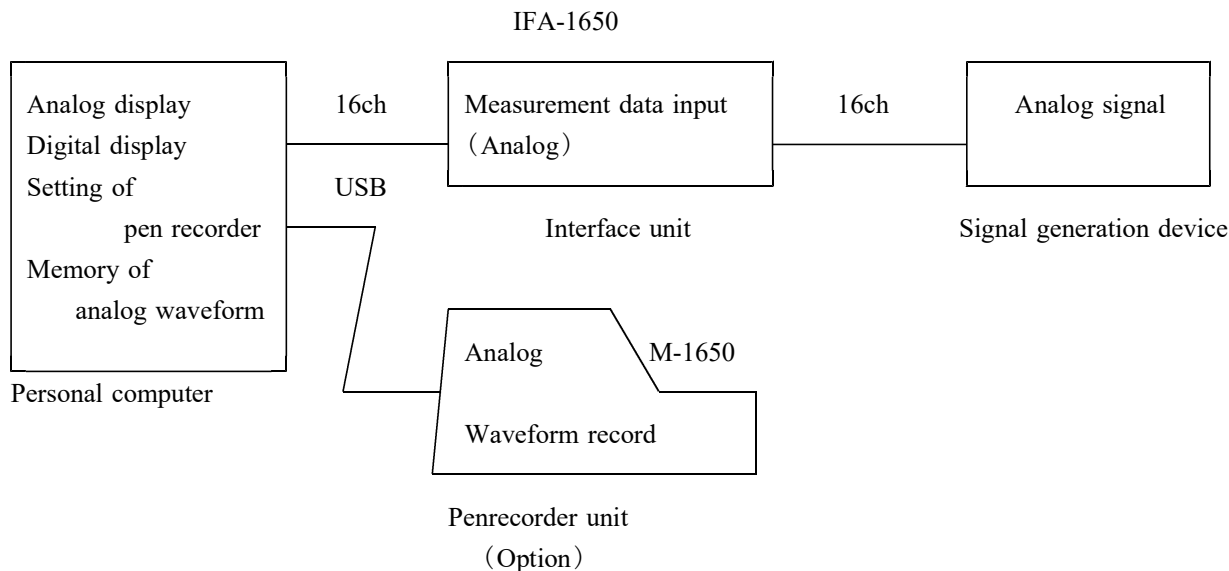 IFA-1650
Analog display
Digital display
Setting of
pen recorder
Memory of
analog waveform
Personal computer
16ch
USB
Measurement data input
（Analog）
Interface unit
16ch
Analog signal
Signal generation device
Analog
M-1650
Waveform record
Penrecorder unit
（Option）